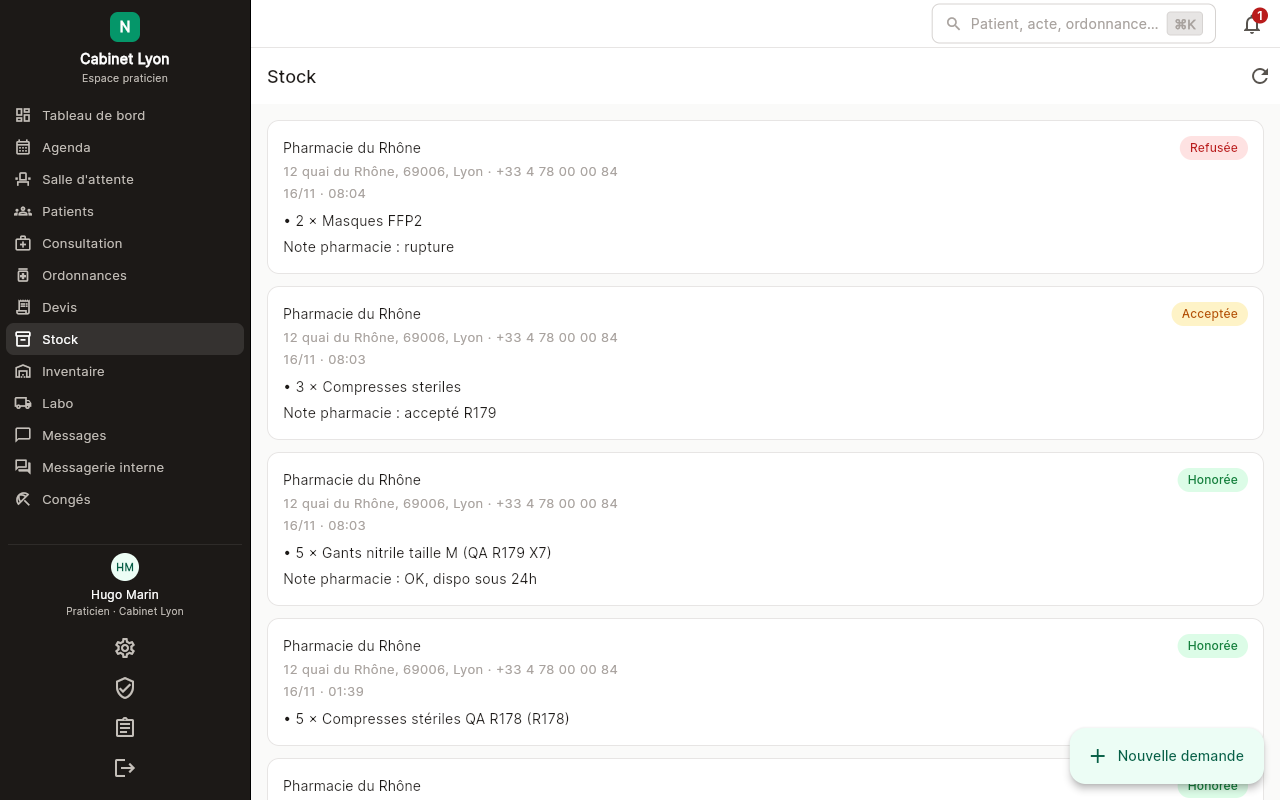 N
Cabinet Lyon
Espace praticien
Tableau de bord
Agenda
Salle d'attente
Patients
Consultation
Ordonnances
Devis
Stock
Inventaire
Labo
Messages
Messagerie interne
Congés
HM
Hugo Marin
Praticien · Cabinet Lyon
Patient, acte, ordonnance... ⌘K
1
Stock
Pharmacie du Rhône
Refusée
12 quai du Rhône, 69006, Lyon · +33 4 78 00 00 84
16/11 · 08:04
• 2 × Masques FFP2
Note pharmacie : rupture
Pharmacie du Rhône
Acceptée
12 quai du Rhône, 69006, Lyon · +33 4 78 00 00 84
16/11 · 08:03
• 3 × Compresses steriles
Note pharmacie : accepté R179
Pharmacie du Rhône
Honorée
12 quai du Rhône, 69006, Lyon · +33 4 78 00 00 84
16/11 · 08:03
• 5 × Gants nitrile taille M (QA R179 X7)
Note pharmacie : OK, dispo sous 24h
Pharmacie du Rhône
Honorée
12 quai du Rhône, 69006, Lyon · +33 4 78 00 00 84
16/11 · 01:39
• 5 × Compresses stériles QA R178 (R178)
Nouvelle demande
Pharmacie du Rhône
Honorée